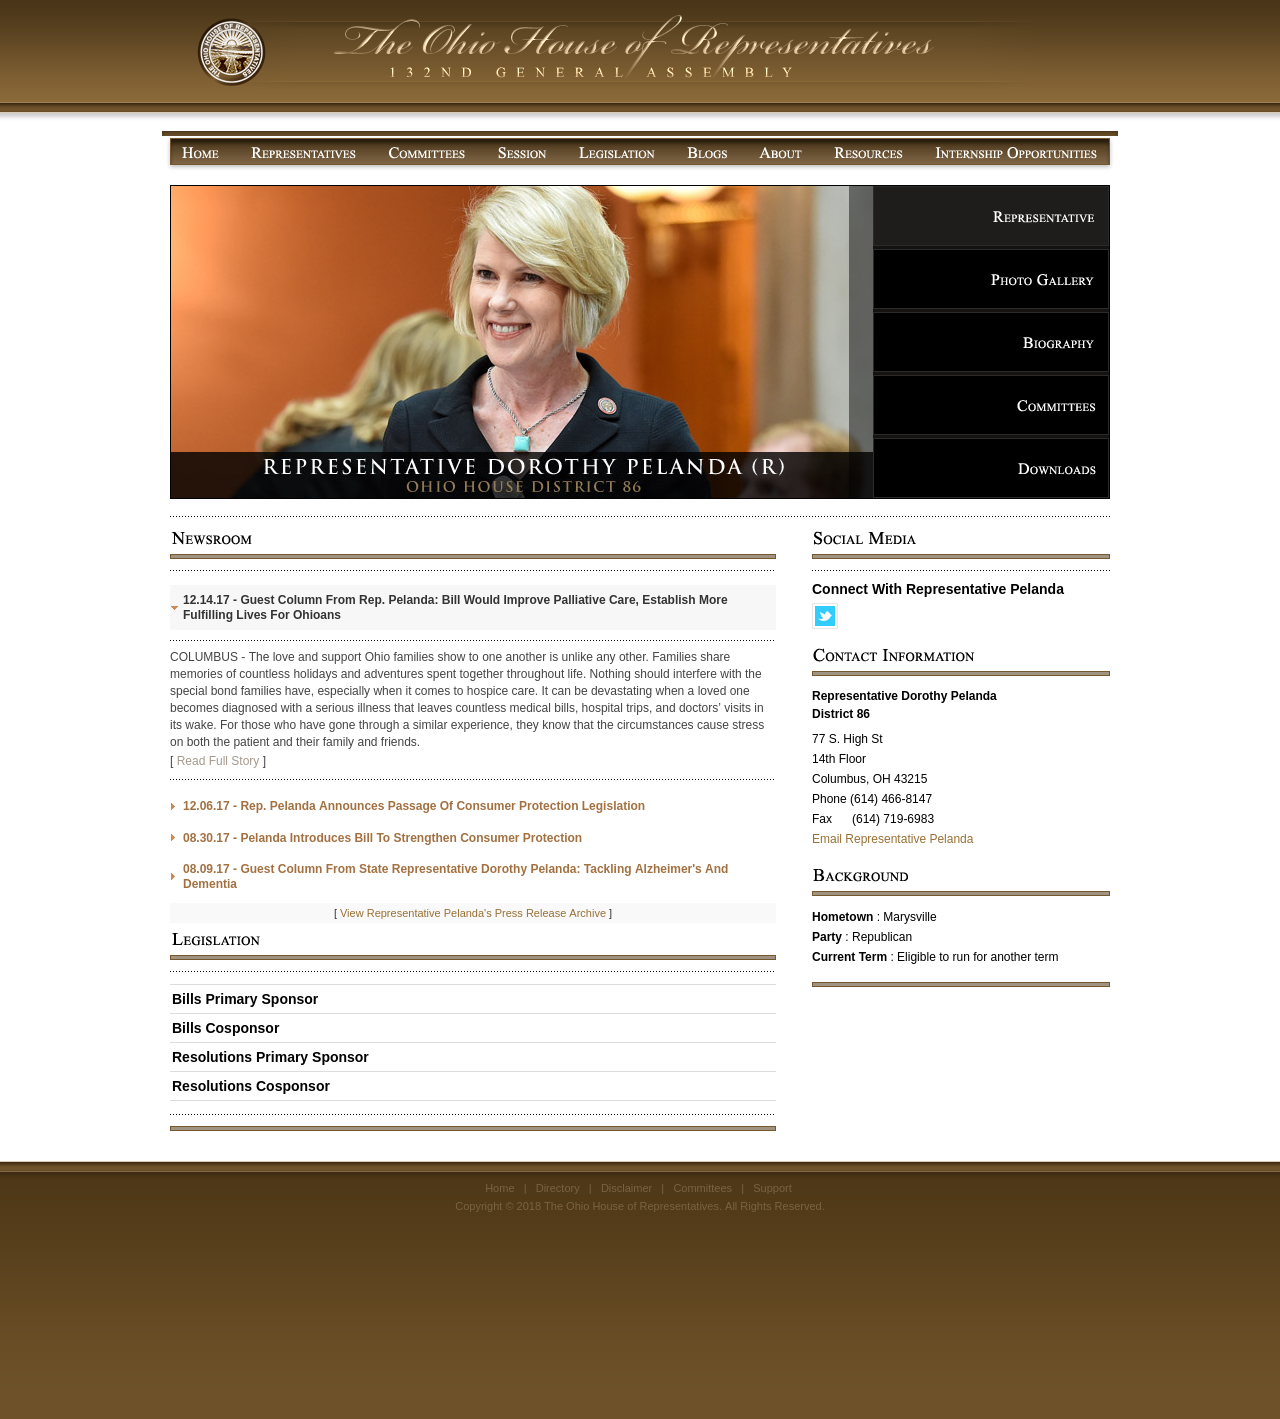 The Ohio House of Representatives
132ND GENERAL ASSEMBLY
Home Representatives Committees Session Legislation Blogs About Resources Internship Opportunities
Representative
Photo Gallery
Biography
Committees
Downloads
REPRESENTATIVE DOROTHY PELANDA (R)
OHIO HOUSE DISTRICT 86
Newsroom
12.14.17 - Guest Column From Rep. Pelanda: Bill Would Improve Palliative Care, Establish More
Fulfilling Lives For Ohioans
COLUMBUS - The love and support Ohio families show to one another is unlike any other. Families share
memories of countless holidays and adventures spent together throughout life. Nothing should interfere with the
special bond families have, especially when it comes to hospice care. It can be devastating when a loved one
becomes diagnosed with a serious illness that leaves countless medical bills, hospital trips, and doctors' visits in
its wake. For those who have gone through a similar experience, they know that the circumstances cause stress
on both the patient and their family and friends.
[ Read Full Story ]
12.06.17 - Rep. Pelanda Announces Passage Of Consumer Protection Legislation
08.30.17 - Pelanda Introduces Bill To Strengthen Consumer Protection
08.09.17 - Guest Column From State Representative Dorothy Pelanda: Tackling Alzheimer's And
Dementia
[ View Representative Pelanda's Press Release Archive ]
Legislation
Bills Primary Sponsor
Bills Cosponsor
Resolutions Primary Sponsor
Resolutions Cosponsor
Social Media
Connect With Representative Pelanda
Contact Information
Representative Dorothy Pelanda
District 86
77 S. High St
14th Floor
Columbus, OH 43215
Phone (614) 466-8147
Fax (614) 719-6983
Email Representative Pelanda
Background
Hometown : Marysville
Party : Republican
Current Term : Eligible to run for another term
Home | Directory | Disclaimer | Committees | Support
Copyright © 2018 The Ohio House of Representatives. All Rights Reserved.